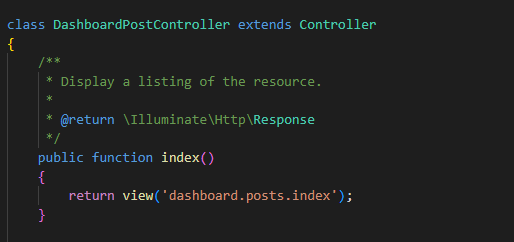 class DashboardPostController extends Controller
{
    /**
     * Display a listing of the resource.
     *
     * @return \Illuminate\Http\Response
     */
    public function index()
    {
        return view('dashboard.posts.index');
    }